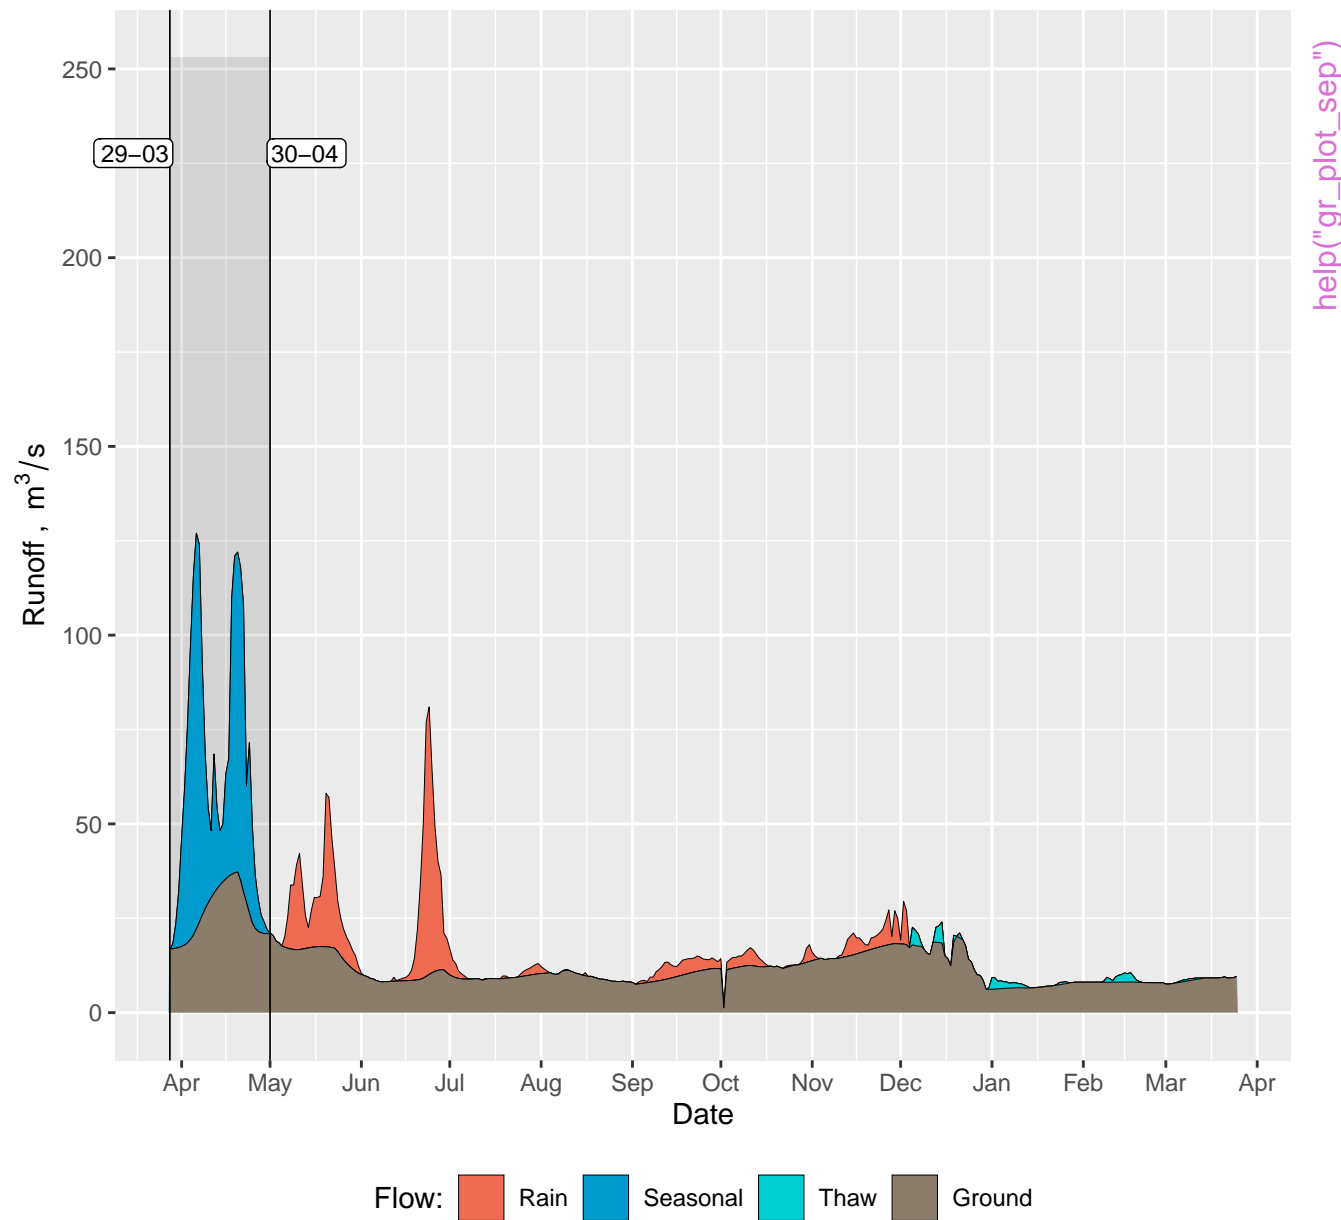 250
200
150
100
50
0
Runoff , m³/s
29−03
30−04
help("gr_plot_sep")
Apr May Jun Jul Aug Sep Oct Nov Dec Jan Feb Mar Apr
Date
Flow: Rain Seasonal Thaw Ground